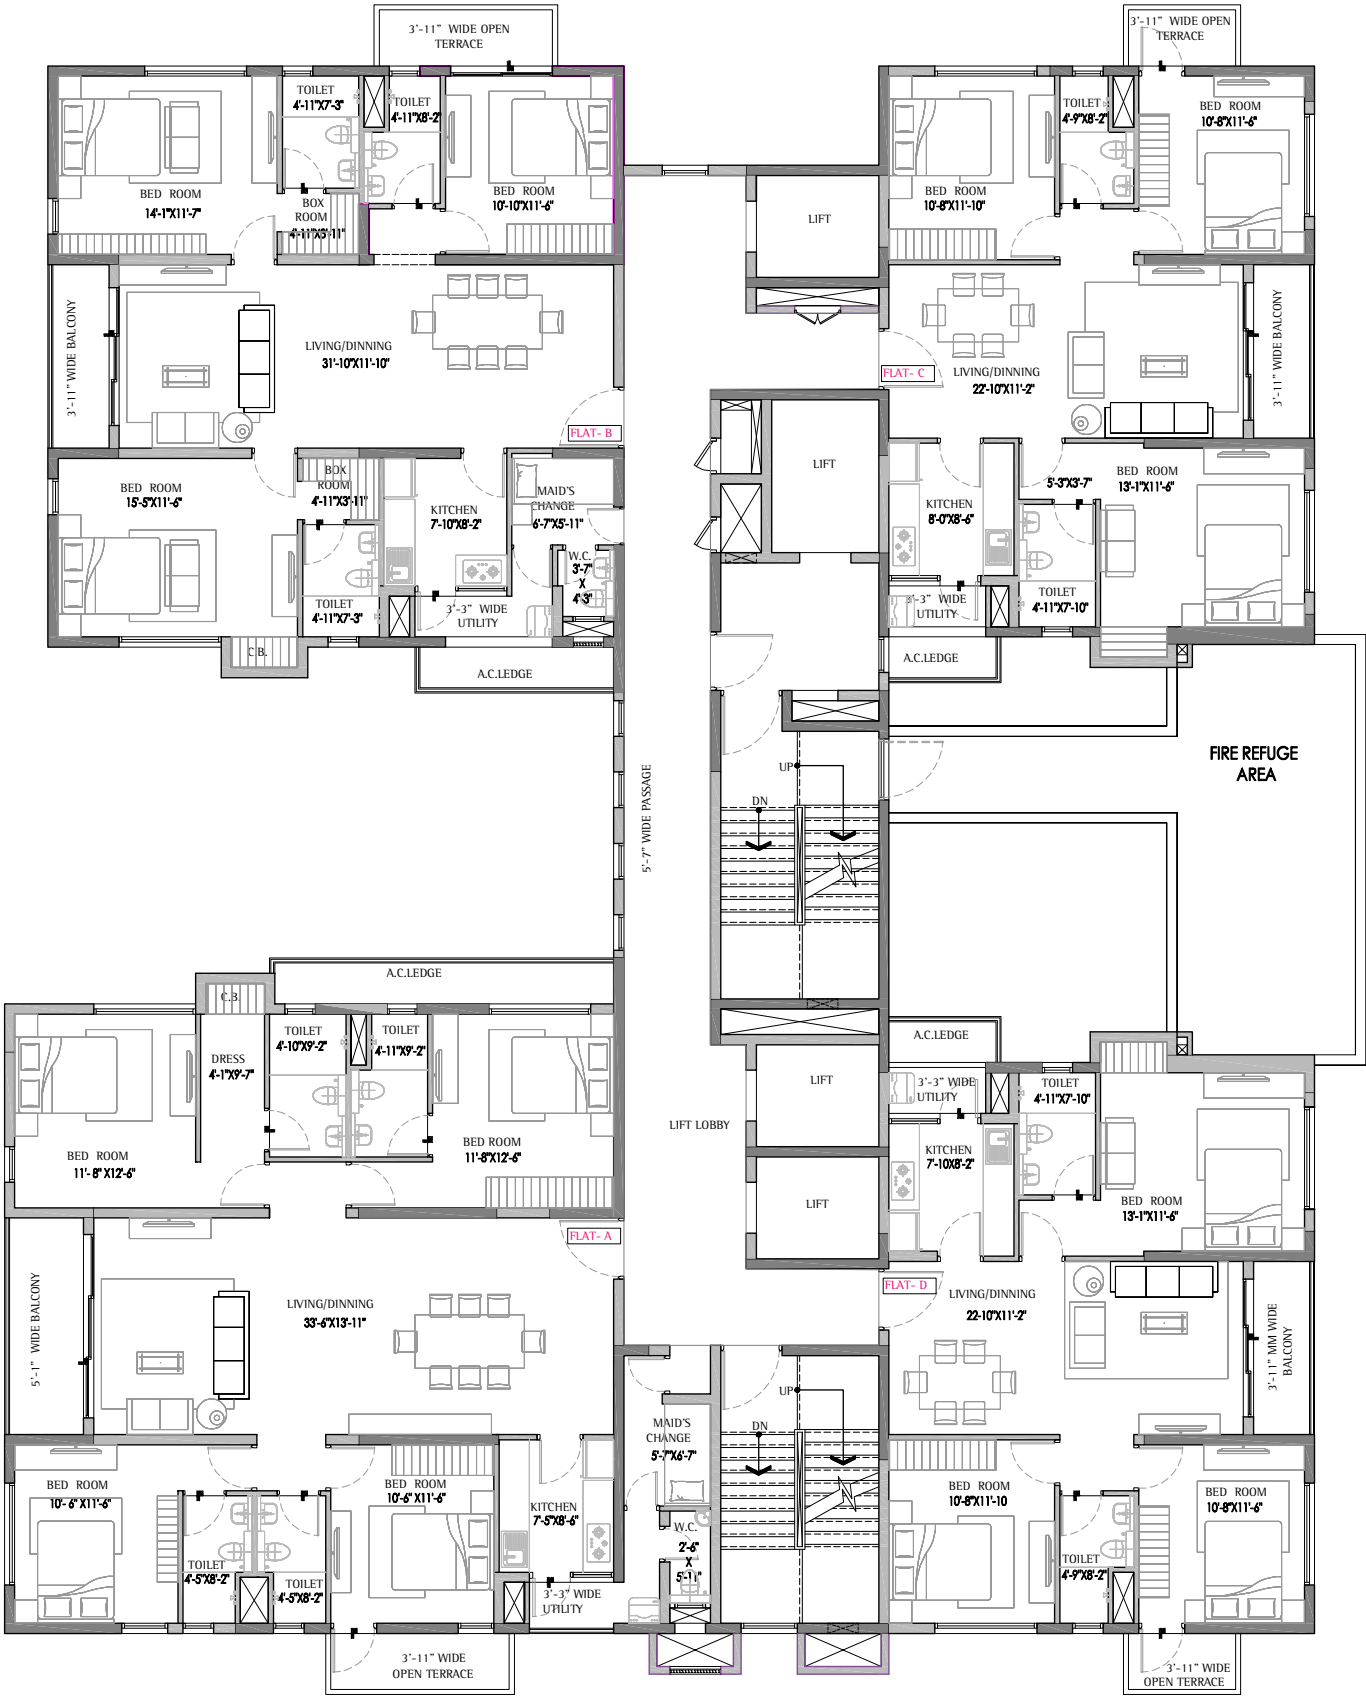 3'-11" WIDE OPEN
TERRACE
3'-11" WIDE OPEN
TERRACE
TOILET
4'-11"X7'-3"
TOILET
4'-11"X8'-2"
BED ROOM
14'-1"X11'-7"
BOX
ROOM
4'-11"X3'-11"
BED ROOM
10'-10"X11'-6"
LIFT
BED ROOM
10'-8"X11'-10"
TOILET
4'-9"X8'-2"
BED ROOM
10'-8"X11'-6"
3'-11" WIDE BALCONY
LIVING/DINNING
31'-10"X11'-10"
FLAT- B
FLAT- C
LIVING/DINNING
22'-10"X11'-2"
3'-11" WIDE BALCONY
BED ROOM
15'-5"X11'-6"
BOX
ROOM
4'-11"X3'-11"
KITCHEN
7'-10"X8'-2"
MAID'S
CHANGE
6'-7"X5'-11"
W.C.
3'-7"
X
4'3"
LIFT
KITCHEN
8'-0"X8'-6"
5'-3"X3'-7"
BED ROOM
13'-1"X11'-6"
TOILET
4'-11"X7'-3"
3'-3" WIDE
UTILITY
3'-3" WIDE
UTILITY
TOILET
4'-11"X7'-10"
C.B.
A.C.LEDGE
A.C.LEDGE
5'-7" WIDE PASSAGE
UP
DN
FIRE REFUGE
AREA
A.C.LEDGE
C.B.
TOILET
4'-10"X9'-2"
TOILET
4'-11"X9'-2"
DRESS
4'-1"X9'-7"
BED ROOM
11'-8"X12'-6"
BED ROOM
11'-8"X12'-6"
LIFT LOBBY
LIFT
A.C.LEDGE
3'-3" WIDE
UTILITY
TOILET
4'-11"X7'-10"
KITCHEN
7'-10X8'-2"
BED ROOM
13'-1"X11'-6"
LIFT
FLAT- A
FLAT- D
5'-1" WIDE BALCONY
LIVING/DINNING
33'-6"X13'-11"
LIVING/DINNING
22'-10"X11'-2"
3'-11" MM WIDE
BALCONY
UP
DN
MAID'S
CHANGE
5'-7"X6'-7"
BED ROOM
10'-6"X11'-6"
BED ROOM
10'-6"X11'-6"
KITCHEN
7'-5"X8'-6"
W.C.
2'-6"
X
5'-11"
BED ROOM
10'-8"X11'-10
BED ROOM
10'-8"X11'-6"
TOILET
4'-5"X8'-2"
TOILET
4'-5"X8'-2"
3'-3" WIDE
UTILITY
TOILET
4'-9"X8'-2"
3'-11" WIDE
OPEN TERRACE
3'-11" WIDE
OPEN TERRACE